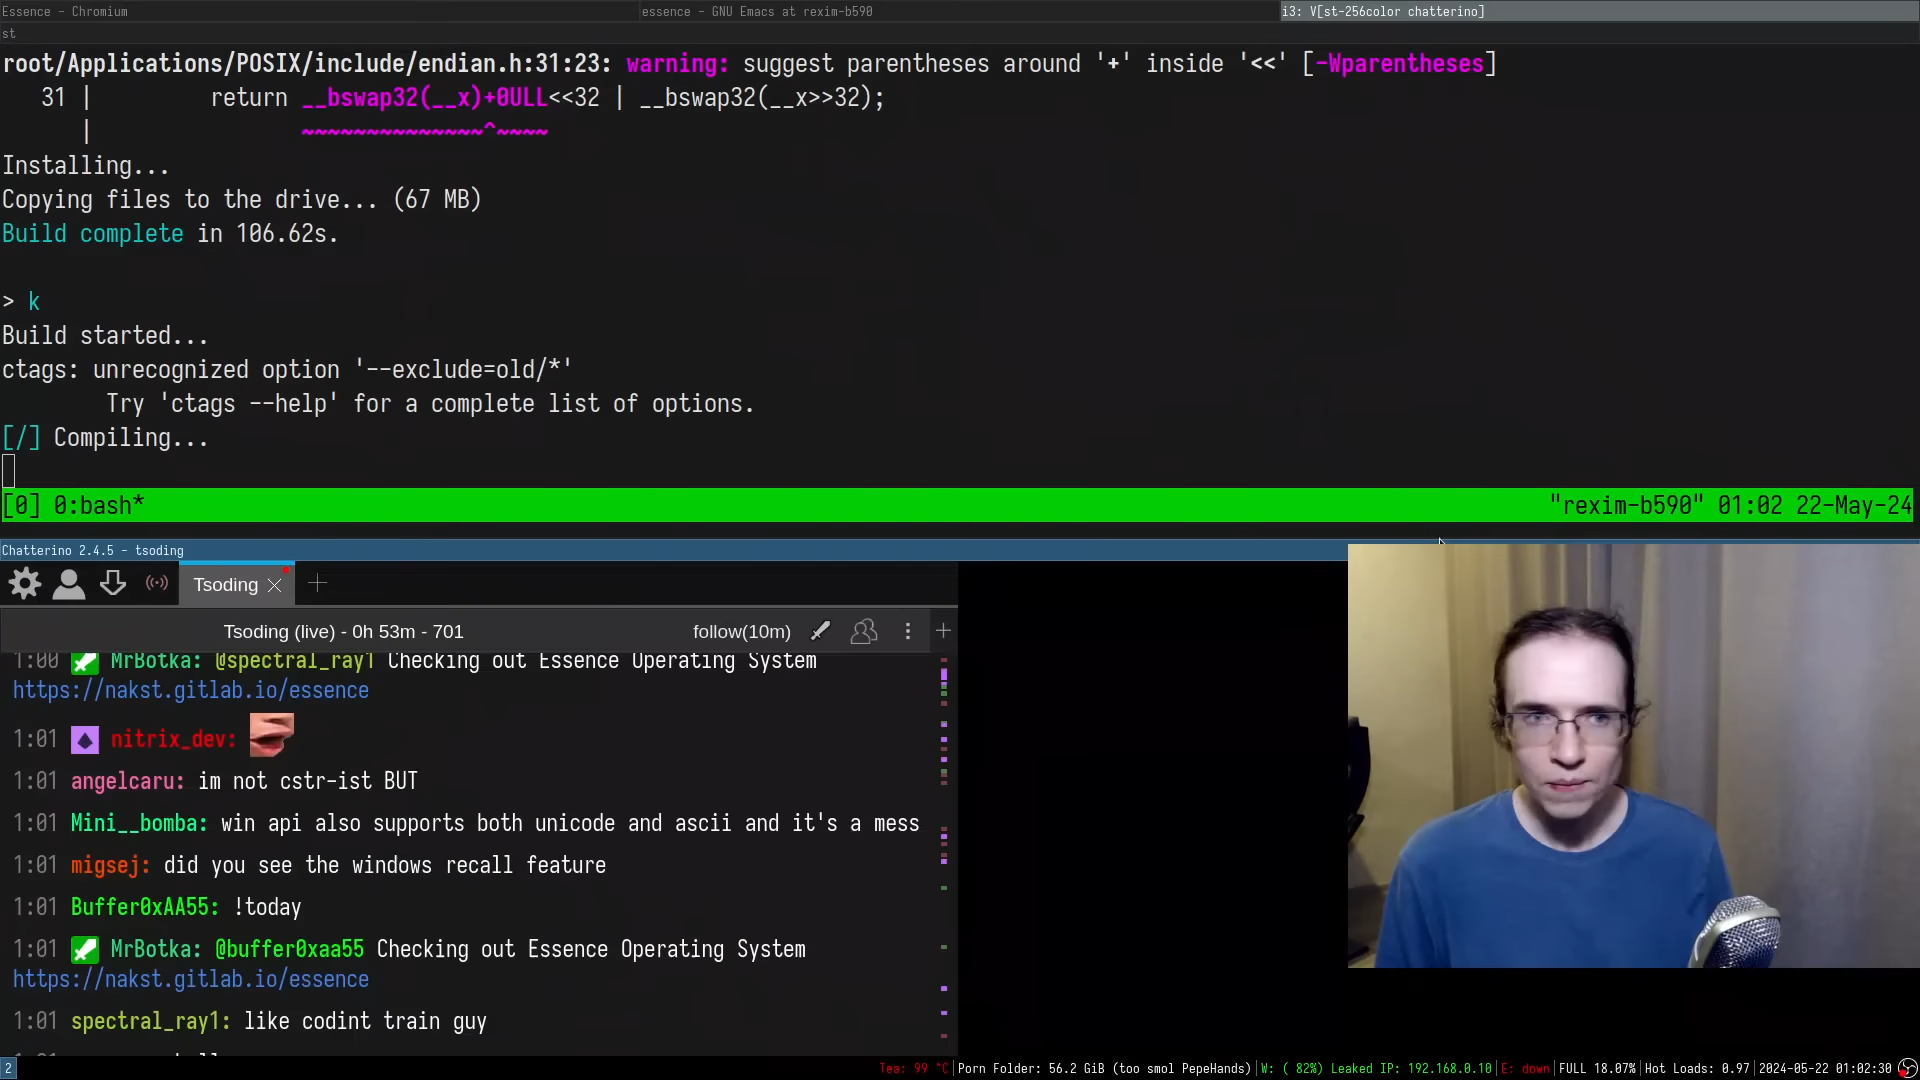 Essence - Chromium
essence - GNU Emacs at rexim-b590
i3: V[st-256color chatterino]
st
root/Applications/POSIX/include/endian.h:31:23: warning: suggest parentheses around '+' inside '<<' [-Wparentheses]
31 |        return __bswap32(__x)+0ULL<<32 | __bswap32(__x>>32);
|               ~~~~~~~~~~~~~~^~~~~
Installing...
Copying files to the drive... (67 MB)
Build complete in 106.62s.
> k
Build started...
ctags: unrecognized option '--exclude=old/*'
Try 'ctags --help' for a complete list of options.
[/] Compiling...
[0] 0:bash*
"rexim-b590" 01:02 22-May-24
Chatterino 2.4.5 - tsoding
Tsoding
Tsoding (live) - 0h 53m - 701
follow(10m)
1:00 MrBotka: @spectral_ray1 Checking out Essence Operating System
https://nakst.gitlab.io/essence
1:01 nitrix_dev:
1:01 angelcaru: im not cstr-ist BUT
1:01 Mini__bomba: win api also supports both unicode and ascii and it's a mess
1:01 migsej: did you see the windows recall feature
1:01 Buffer0xAA55: !today
1:01 MrBotka: @buffer0xaa55 Checking out Essence Operating System
https://nakst.gitlab.io/essence
1:01 spectral_ray1: like codint train guy
2
Tea: 99 °C|Porn Folder: 56.2 GiB (too smol PepeHands)|W: ( 82%) Leaked IP: 192.168.0.10|E: down|FULL 18.07%|Hot Loads: 0.97|2024-05-22 01:02:30